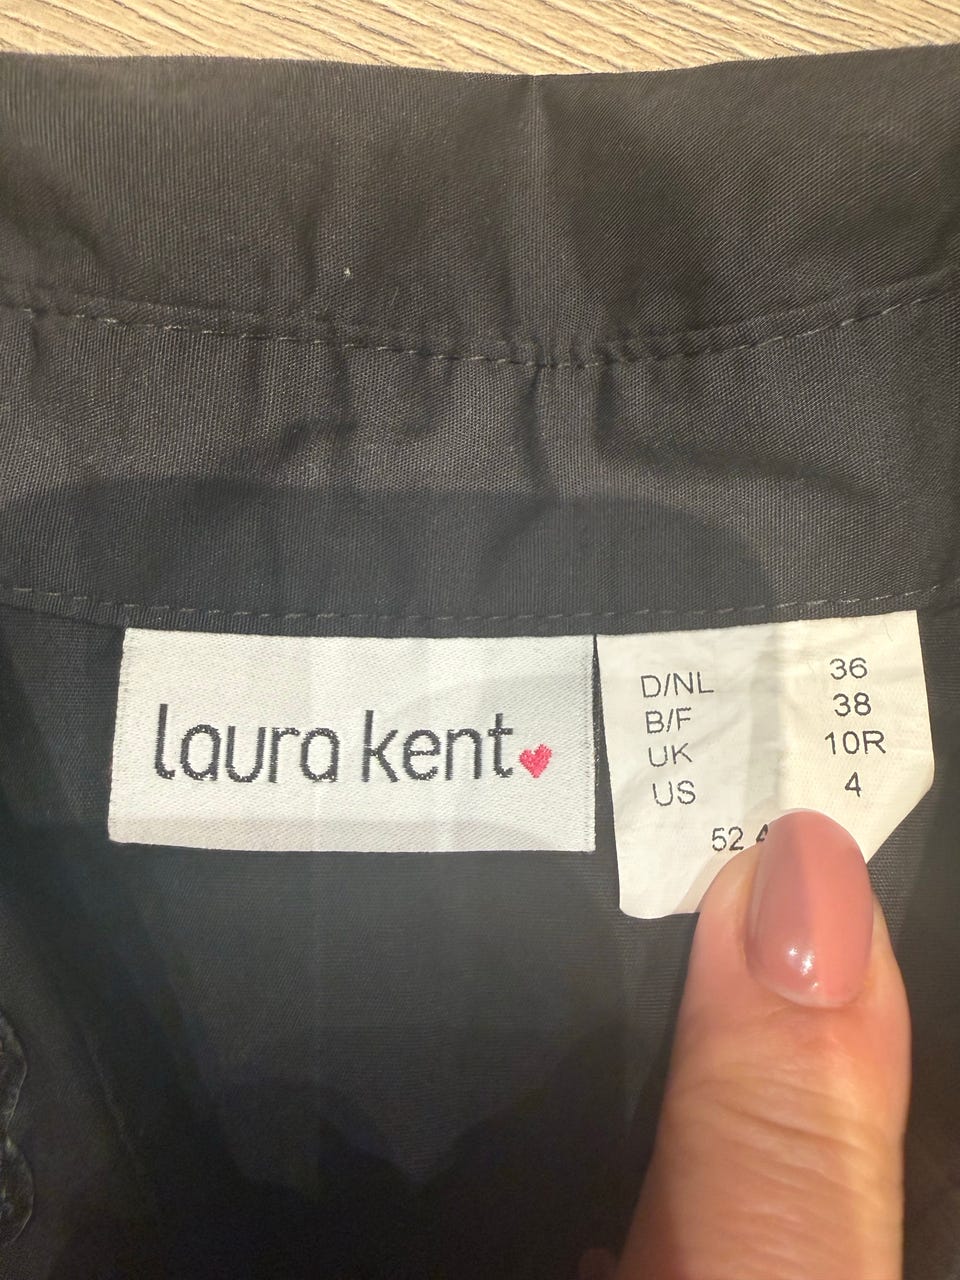 laura kent
D/NL 36
B/F 38
UK 10R
US 4
52